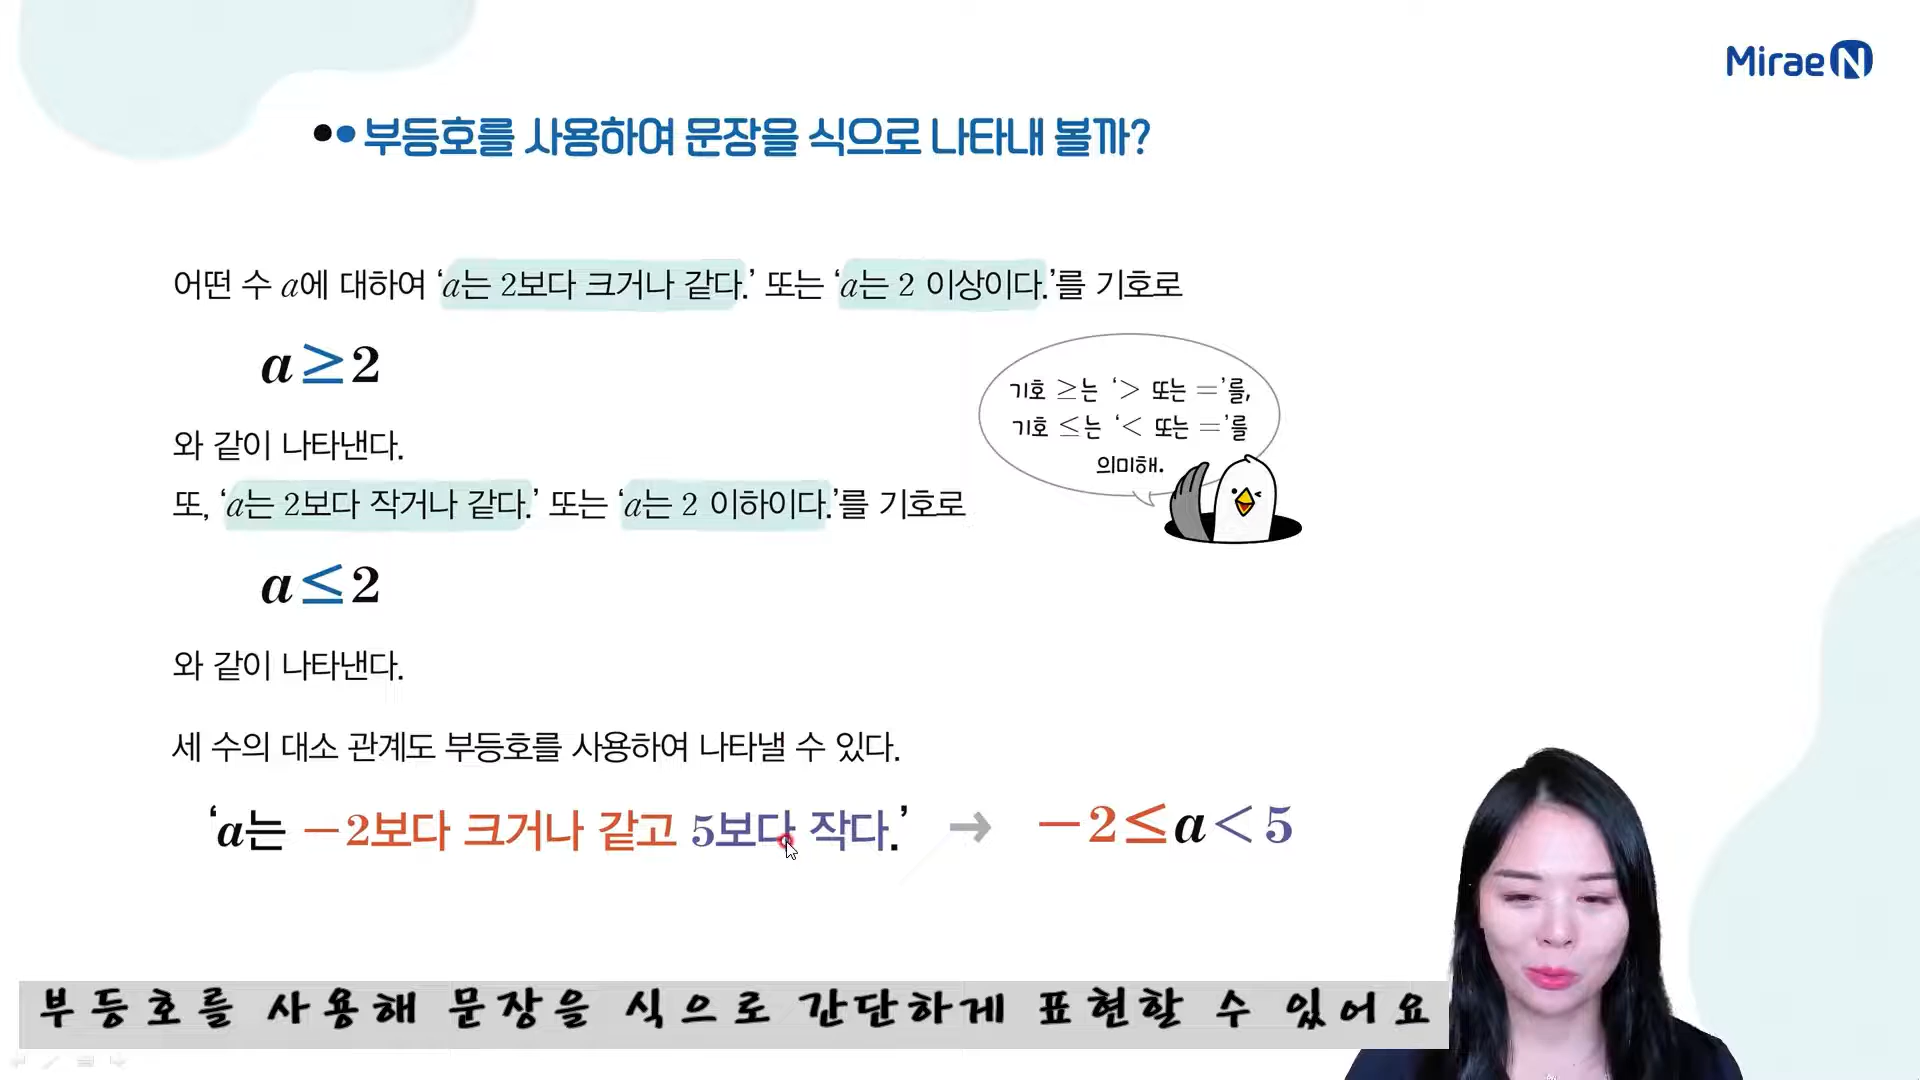 Mirae N
부등호를 사용하여 문장을 식으로 나타내 볼까?
어떤 수 a에 대하여 ‘a는 2보다 크거나 같다.’ 또는 ‘a는 2 이상이다.’를 기호로
a≥2
와 같이 나타낸다.
기호 ≥는 ‘> 또는 =’를,
기호 ≤는 ‘< 또는 =’를
의미해.
또, ‘a는 2보다 작거나 같다.’ 또는 ‘a는 2 이하이다.’를 기호로
a≤2
와 같이 나타낸다.
세 수의 대소 관계도 부등호를 사용하여 나타낼 수 있다.
‘a는 −2보다 크거나 같고 5보다 작다.’ → −2≤a<5
부등호를 사용해 문장을 식으로 간단하게 표현할 수 있어요